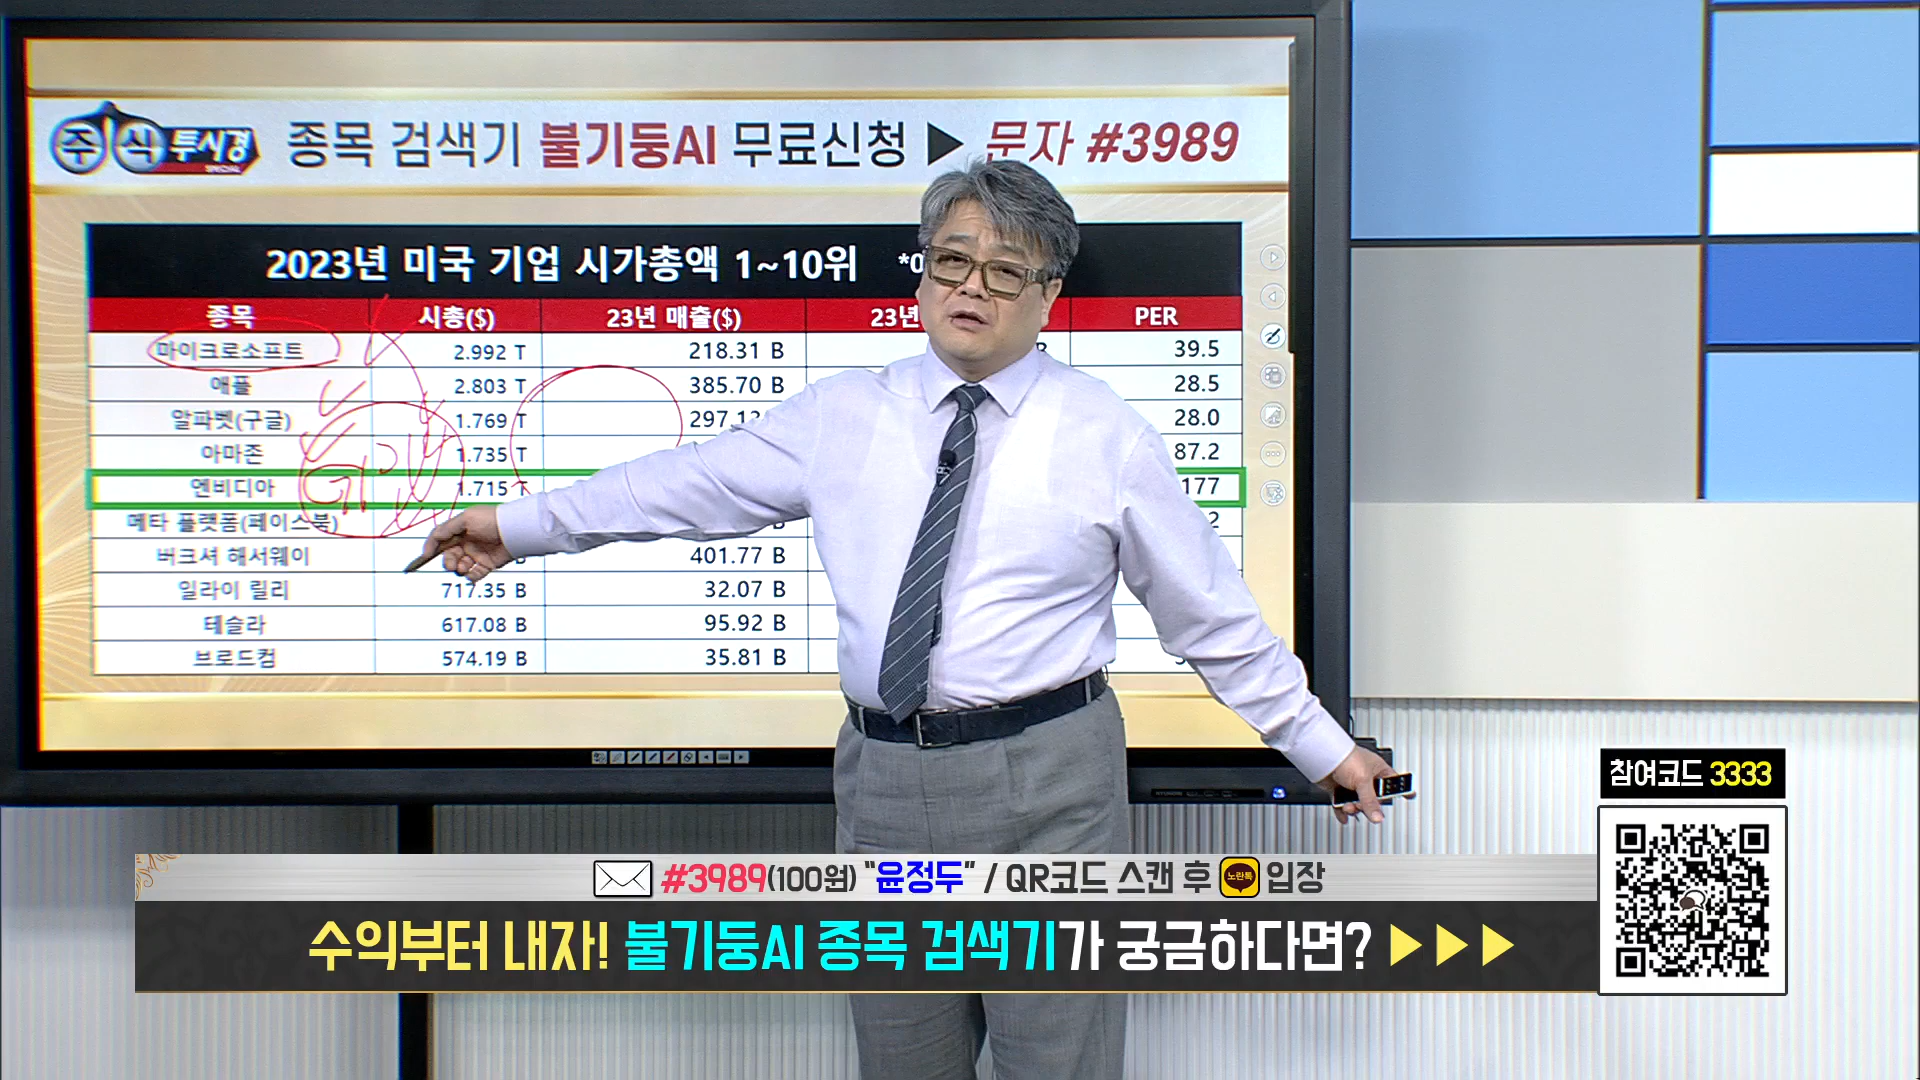 주식투시경 SPECIAL
종목 검색기 불기둥AI 무료신청 ▶ 문자 #3989
2023년 미국 기업 시가총액 1~10위
종목 시총($) 23년 매출($) 23년 PER
마이크로소프트 2.992 T 218.31 B B 39.5
애플 2.803 T 385.70 B 28.5
알파벳(구글) 1.769 T 28.0
아마존 1.735 T 87.2
엔비디아 1.715 T 177
메타 플랫폼(페이스북) B
버크셔 해서웨이 B 401.77 B
일라이 릴리 717.35 B 32.07 B
테슬라 617.08 B 95.92 B
브로드컴 574.19 B 35.81 B
참여코드 3333
#3989(100원) "윤정두" / QR코드 스캔 후 노란톡 입장
수익부터 내자! 불기둥AI 종목 검색기가 궁금하다면? ▶▶▶